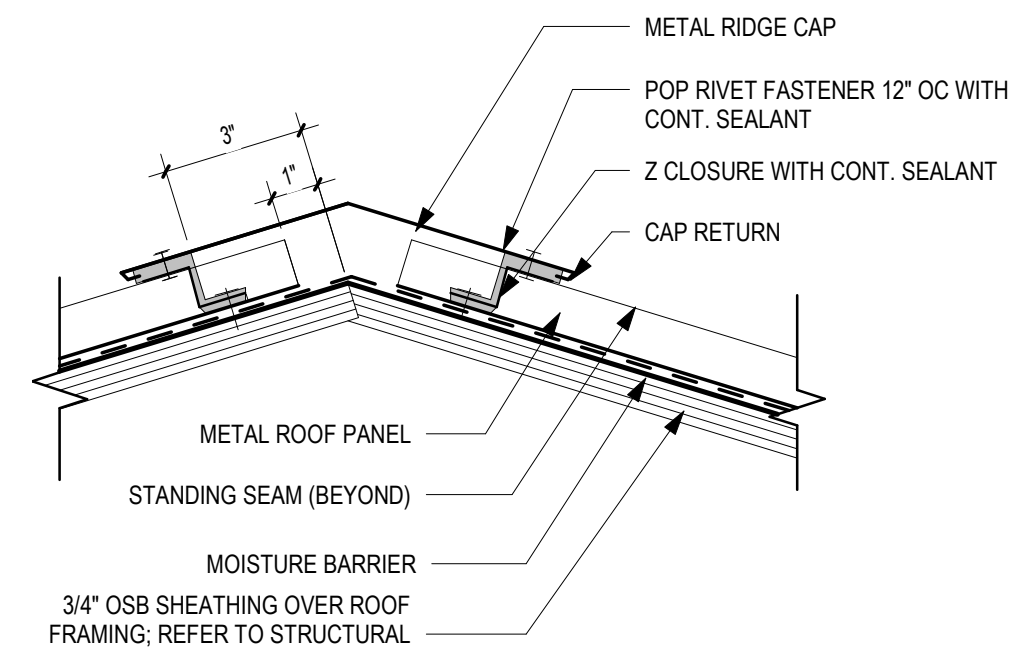 METAL RIDGE CAP
POP RIVET FASTENER 12" OC WITH
CONT. SEALANT
Z CLOSURE WITH CONT. SEALANT
CAP RETURN
3"
1"
METAL ROOF PANEL
STANDING SEAM (BEYOND)
MOISTURE BARRIER
3/4" OSB SHEATHING OVER ROOF
FRAMING; REFER TO STRUCTURAL